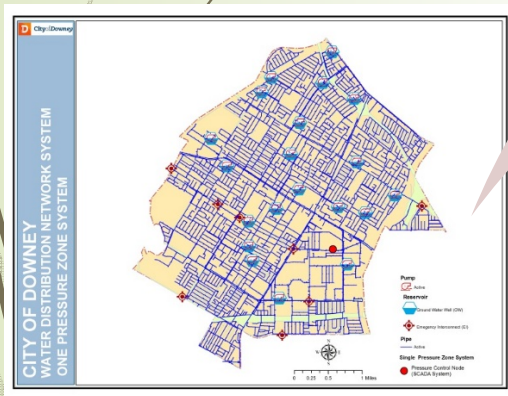 D City of Downey
CITY OF DOWNEY
WATER DISTRIBUTION NETWORK SYSTEM
ONE PRESSURE ZONE SYSTEM
Pump
Active
Reservoir
Ground Water Well (GW)
Emergency Interconnect (EI)
Pipe
Active
Single Pressure Zone System
Pressure Control Node
(SCADA System)
N
W E
S
0 0.25 0.5 1 Miles